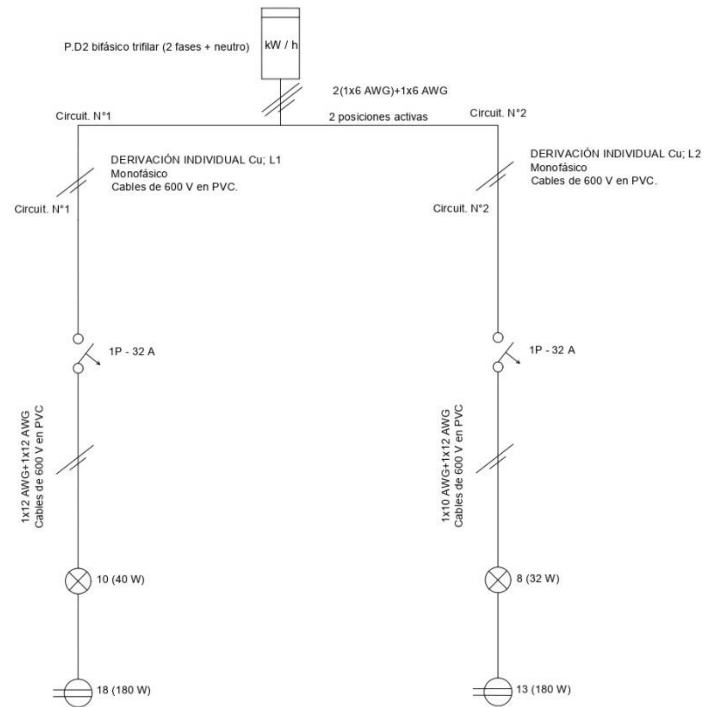 P.D2 bifásico trifilar (2 fases + neutro)
kW / h
2(1x6 AWG)+1x6 AWG
Circuit. N°1
2 posiciones activas
Circuit. N°2
DERIVACIÓN INDIVIDUAL Cu; L1
Monofásico
Cables de 600 V en PVC.
DERIVACIÓN INDIVIDUAL Cu; L2
Monofásico
Cables de 600 V en PVC.
Circuit. N°1
Circuit. N°2
1P - 32 A
1P - 32 A
1x12 AWG+1x12 AWG
Cables de 600 V en PVC
1x10 AWG+1x12 AWG
Cables de 600 V en PVC
10 (40 W)
8 (32 W)
18 (180 W)
13 (180 W)